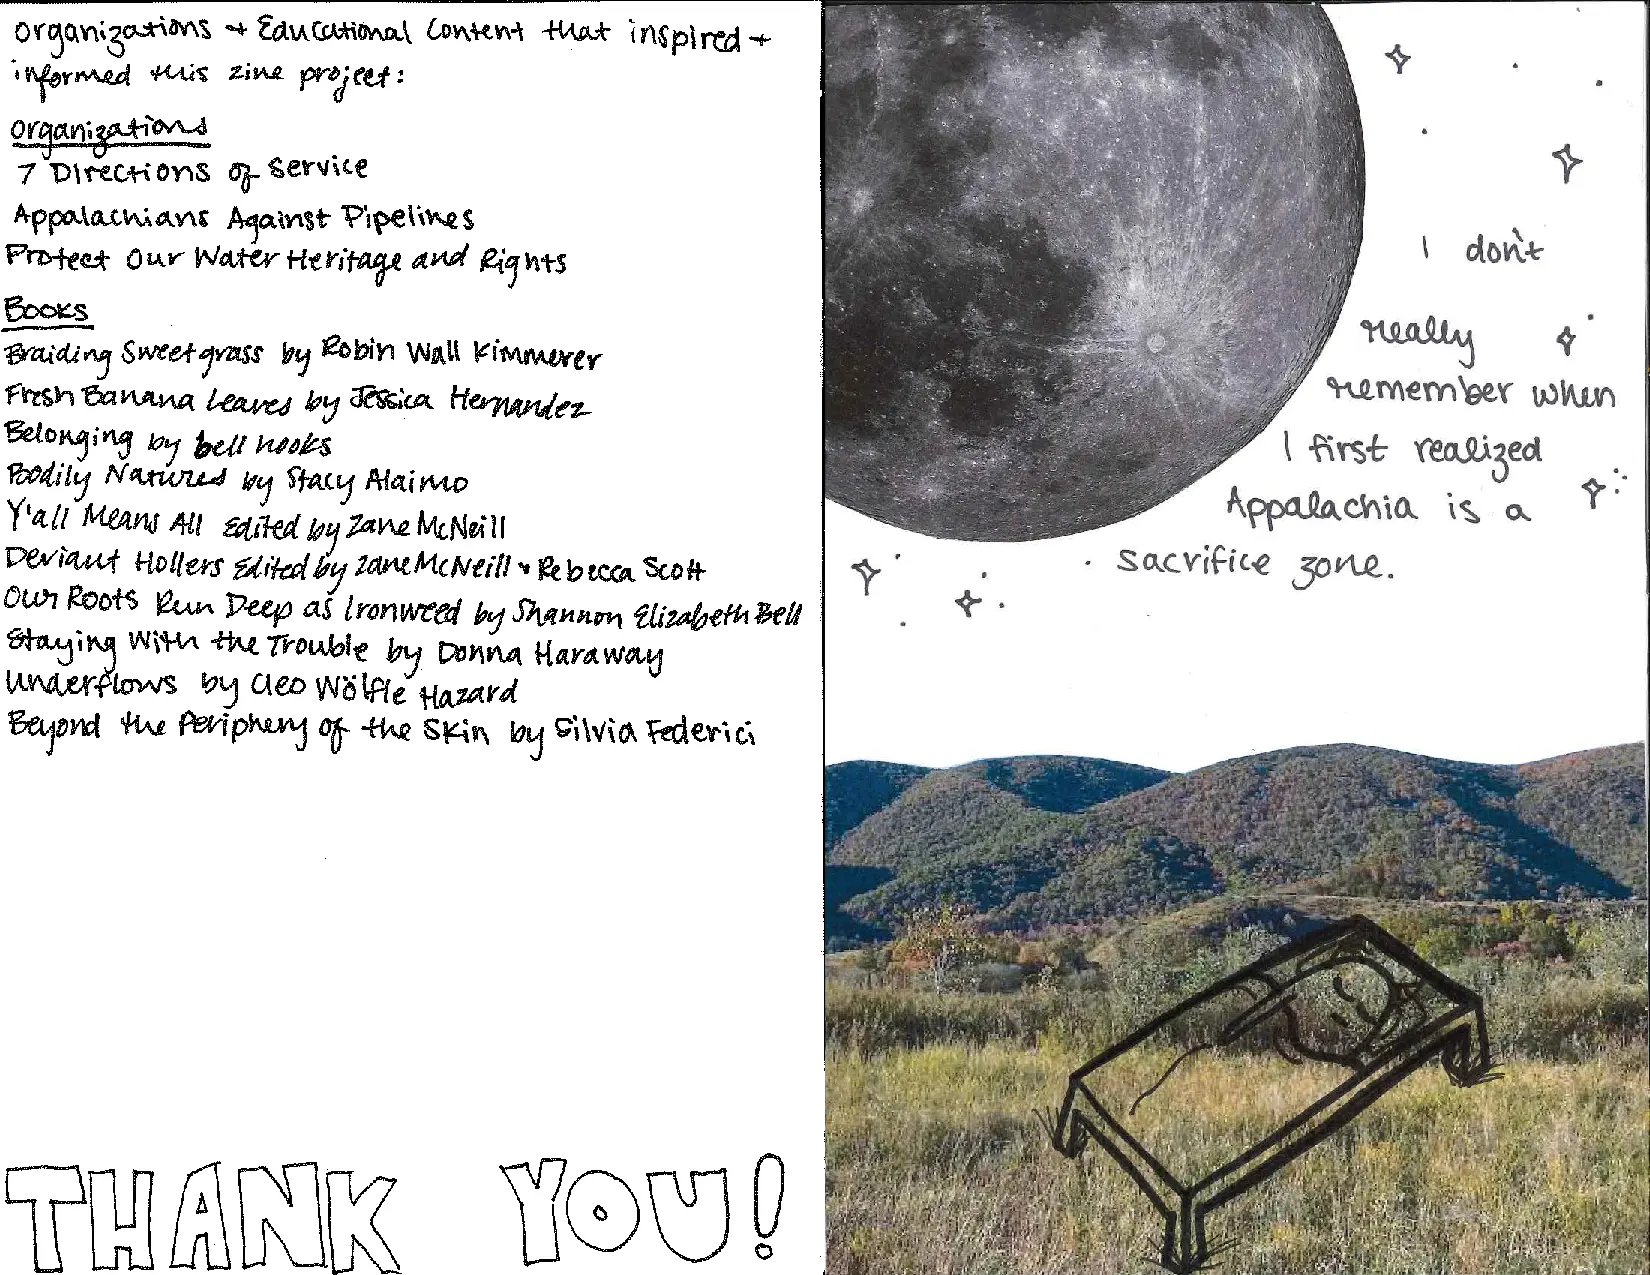 Organizations + Educational Content that inspired +
informed this zine project:
Organizations
7 Directions of Service
Appalachians Against Pipelines
Protect Our Water Heritage and Rights
Books
Braiding Sweetgrass by Robin Wall Kimmerer
Fresh Banana Leaves by Jessica Hernandez
Belonging by bell hooks
Bodily Natures by Stacy Alaimo
Y'all Means All Edited by Zane McNeill
Deviant Hollers Edited by Zane McNeill + Rebecca Scott
Our Roots Run Deep as Ironweed by Shannon Elizabeth Bell
Staying With the Trouble by Donna Haraway
Underflows by Cleo Wölfle Hazard
Beyond the Periphery of the Skin by Silvia Federici
THANK YOU!
I don't
really
remember when
I first realized
Appalachia is a
sacrifice zone.